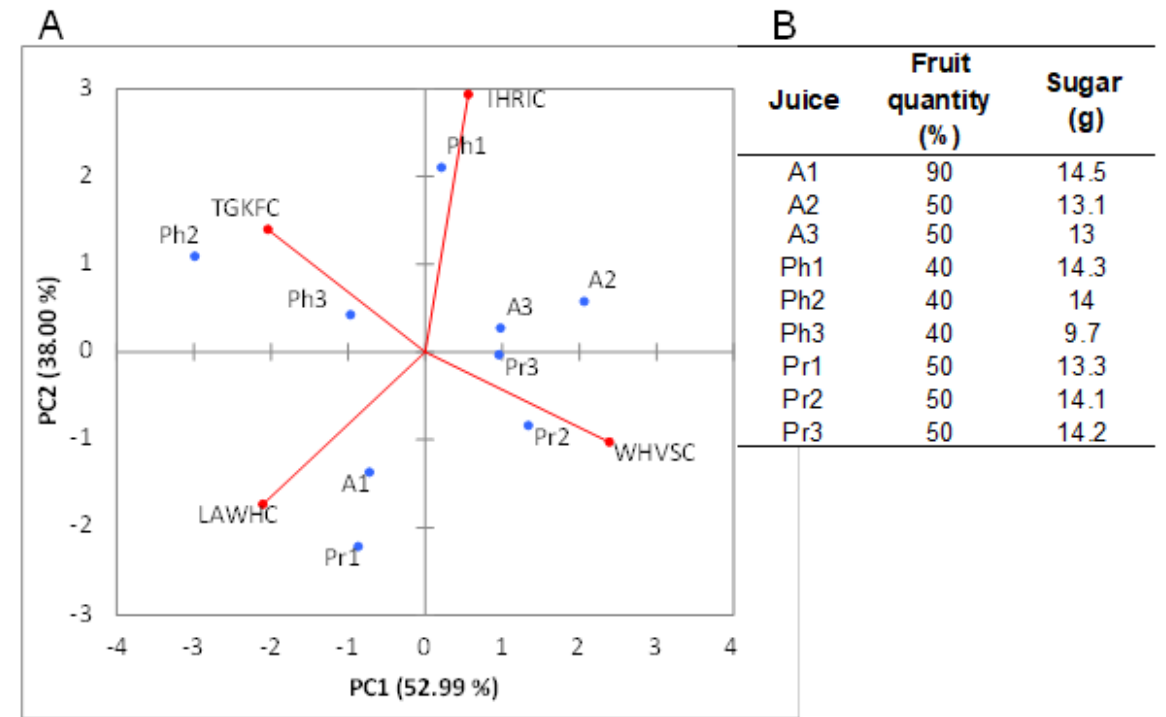 A
3
2
1
0
-1
-2
-3
-4
-3
-2
-1
0
1
2
3
4
PC2 (38.00 %)
PC1 (52.99 %)
IHRIC
Ph1
TGKFC
Ph2
Ph3
A2
A3
Pr3
Pr2
WHVSC
A1
LAWHC
Pr1
B
Juice Fruit quantity (%) Sugar (g)
A1 90 14.5
A2 50 13.1
A3 50 13
Ph1 40 14.3
Ph2 40 14
Ph3 40 9.7
Pr1 50 13.3
Pr2 50 14.1
Pr3 50 14.2